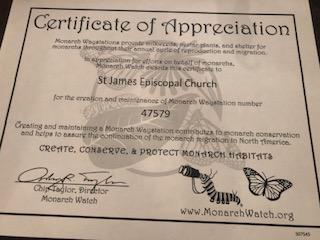 Certificate of Appreciation
Monarch Waystations provide milkweeds, nectar plants, and shelter for
monarchs throughout their annual cycle of reproduction and migration.
In appreciation for efforts on behalf of monarchs,
Monarch Watch awards this certificate to
St James Episcopal Church
for the creation and maintenance of Monarch Waystation number
47579
Creating and maintaining a Monarch Waystation contributes to monarch conservation
and helps to assure the continuation of the monarch migration in North America.
CREATE, CONSERVE, & PROTECT MONARCH HABITATS
Chip Taylor, Director
Monarch Watch
www.MonarchWatch.org
507545